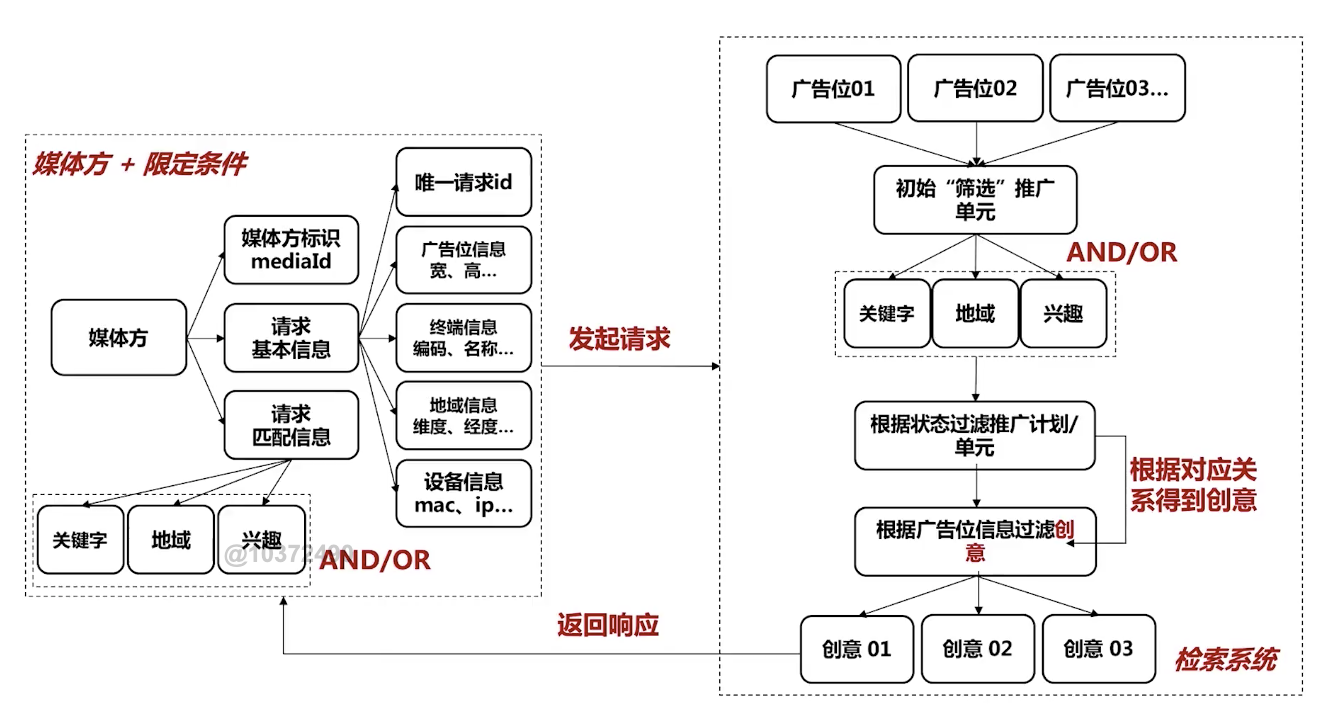 媒体方 + 限定条件
媒体方
媒体方标识
mediaId
请求
基本信息
请求
匹配信息
唯一请求id
广告位信息
宽、高...
终端信息
编码、名称...
地域信息
维度、经度...
设备信息
mac、ip...
关键字
地域
兴趣
AND/OR
发起请求
返回响应
广告位01
广告位02
广告位03...
初始“筛选”推广
单元
AND/OR
关键字
地域
兴趣
根据状态过滤推广计划/
单元
根据对应关
系得到创意
根据广告位信息过滤创
意
创意 01
创意 02
创意 03
检索系统